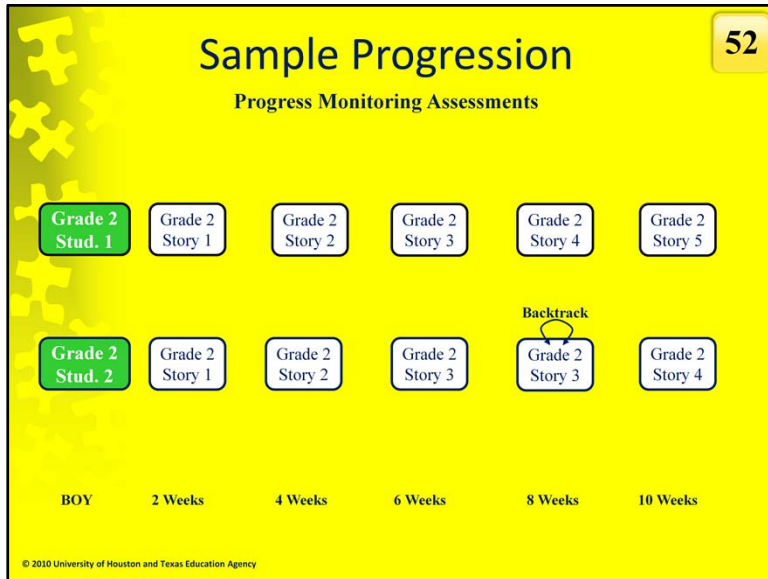 Sample Progression
52
Progress Monitoring Assessments
Grade 2
Stud. 1
Grade 2
Story 1
Grade 2
Story 2
Grade 2
Story 3
Grade 2
Story 4
Grade 2
Story 5
Backtrack
Grade 2
Stud. 2
Grade 2
Story 1
Grade 2
Story 2
Grade 2
Story 3
Grade 2
Story 3
Grade 2
Story 4
BOY 2 Weeks 4 Weeks 6 Weeks 8 Weeks 10 Weeks
© 2010 University of Houston and Texas Education Agency